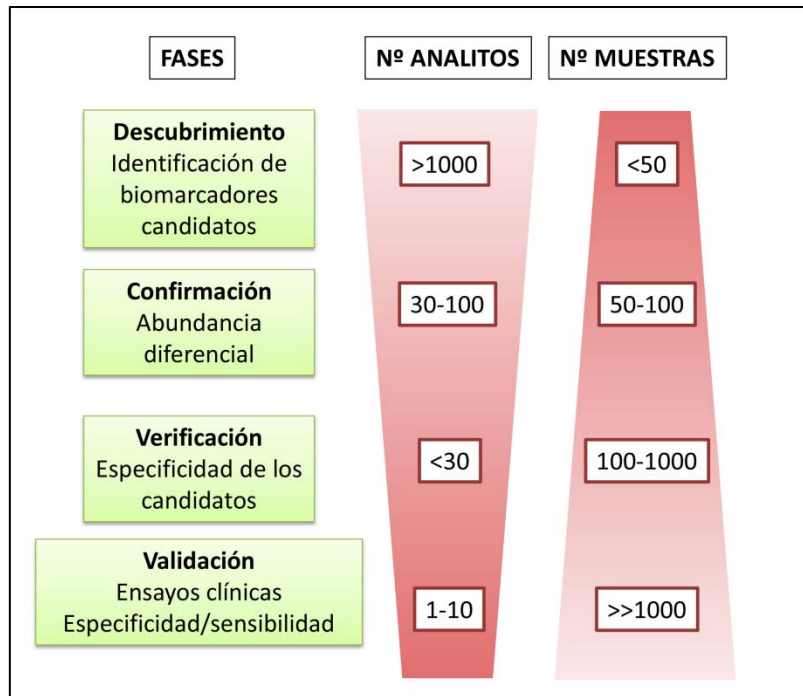 FASES
Nº ANALITOS
Nº MUESTRAS
Descubrimiento
Identificación de
biomarcadores
candidatos
>1000
<50
Confirmación
Abundancia
diferencial
30-100
50-100
Verificación
Especificidad de los
candidatos
<30
100-1000
Validación
Ensayos clínicas
Especificidad/sensibilidad
1-10
>>1000